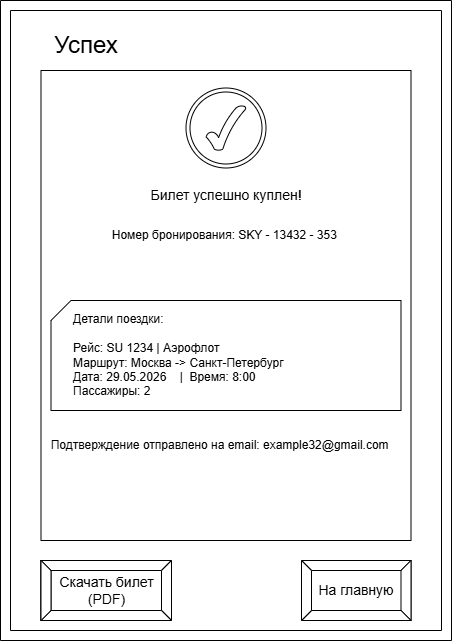 Успех
Билет успешно куплен!
Номер бронирования: SKY - 13432 - 353
Детали поездки:
Рейс: SU 1234 | Аэрофлот
Маршрут: Москва -> Санкт-Петербург
Дата: 29.05.2026 | Время: 8:00
Пассажиры: 2
Подтверждение отправлено на email: example32@gmail.com
Скачать билет
(PDF)
На главную